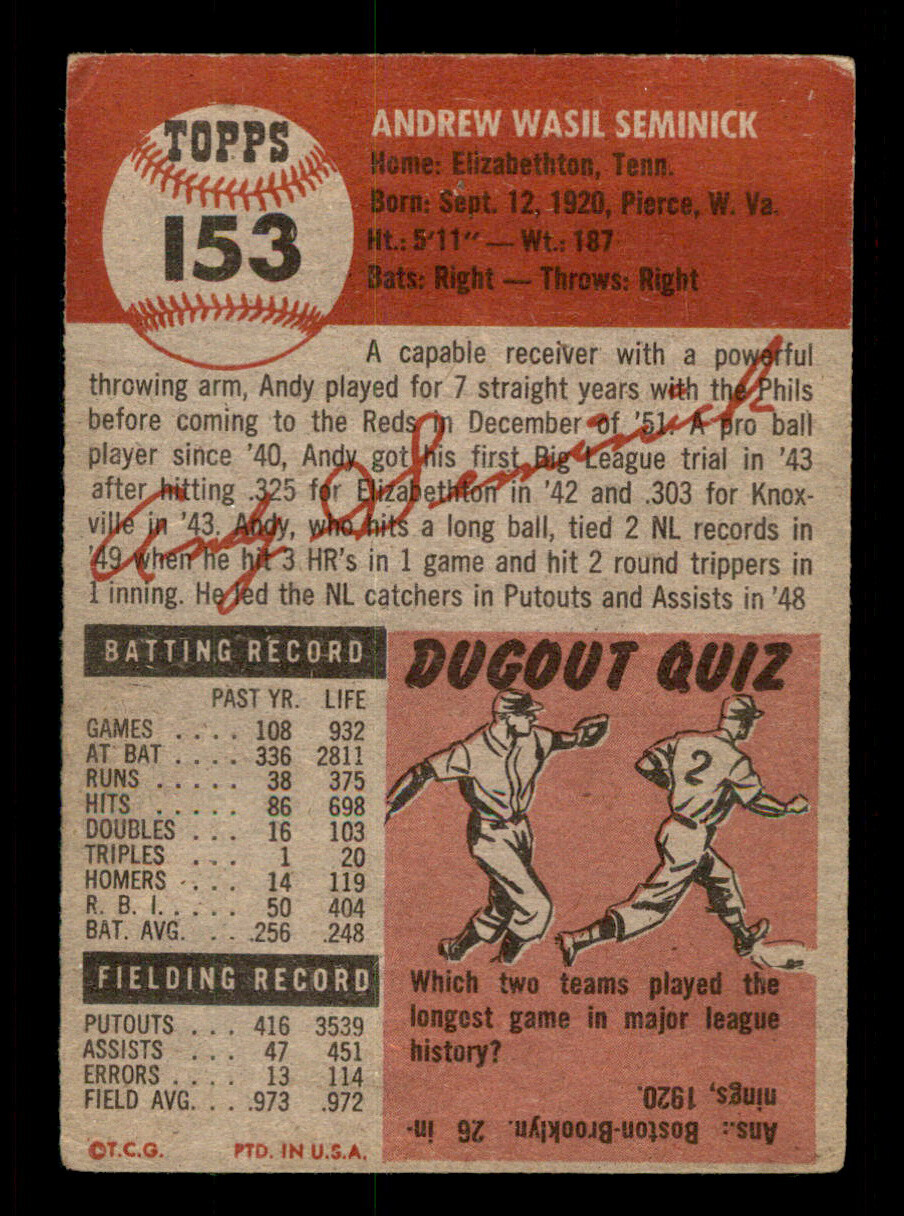 TOPPS
153
ANDREW WASIL SEMINICK
Home: Elizabethton, Tenn.
Born: Sept. 12, 1920, Pierce, W. Va.
Ht.: 5'11" — Wt.: 187
Bats: Right — Throws: Right
A capable receiver with a powerful
throwing arm, Andy played for 7 straight years with the Phils
before coming to the Reds in December of '51. A pro ball
player since '40, Andy got his first Big League trial in '43
after hitting .325 for Elizabethton in '42 and .303 for Knox-
ville in '43. Andy, who hits a long ball, tied 2 NL records in
'49 when he hit 3 HR's in 1 game and hit 2 round trippers in
1 inning. He led the NL catchers in Putouts and Assists in '48
Andy Seminick
BATTING RECORD
PAST YR. LIFE
GAMES .... 108 932
AT BAT .... 336 2811
RUNS ..... 38 375
HITS ...... 86 698
DOUBLES ... 16 103
TRIPLES ... 1 20
HOMERS .... 14 119
R. B. I. .... 50 404
BAT. AVG. ... .256 .248
FIELDING RECORD
PUTOUTS ... 416 3539
ASSISTS ... 47 451
ERRORS .... 13 114
FIELD AVG. ... .973 .972
©T.C.G. PTD. IN U.S.A.
DUGOUT QUIZ
2
Which two teams played the
longest game in major league
history?
Ans.: Boston-Brooklyn. 26 in-
nings, 1920.